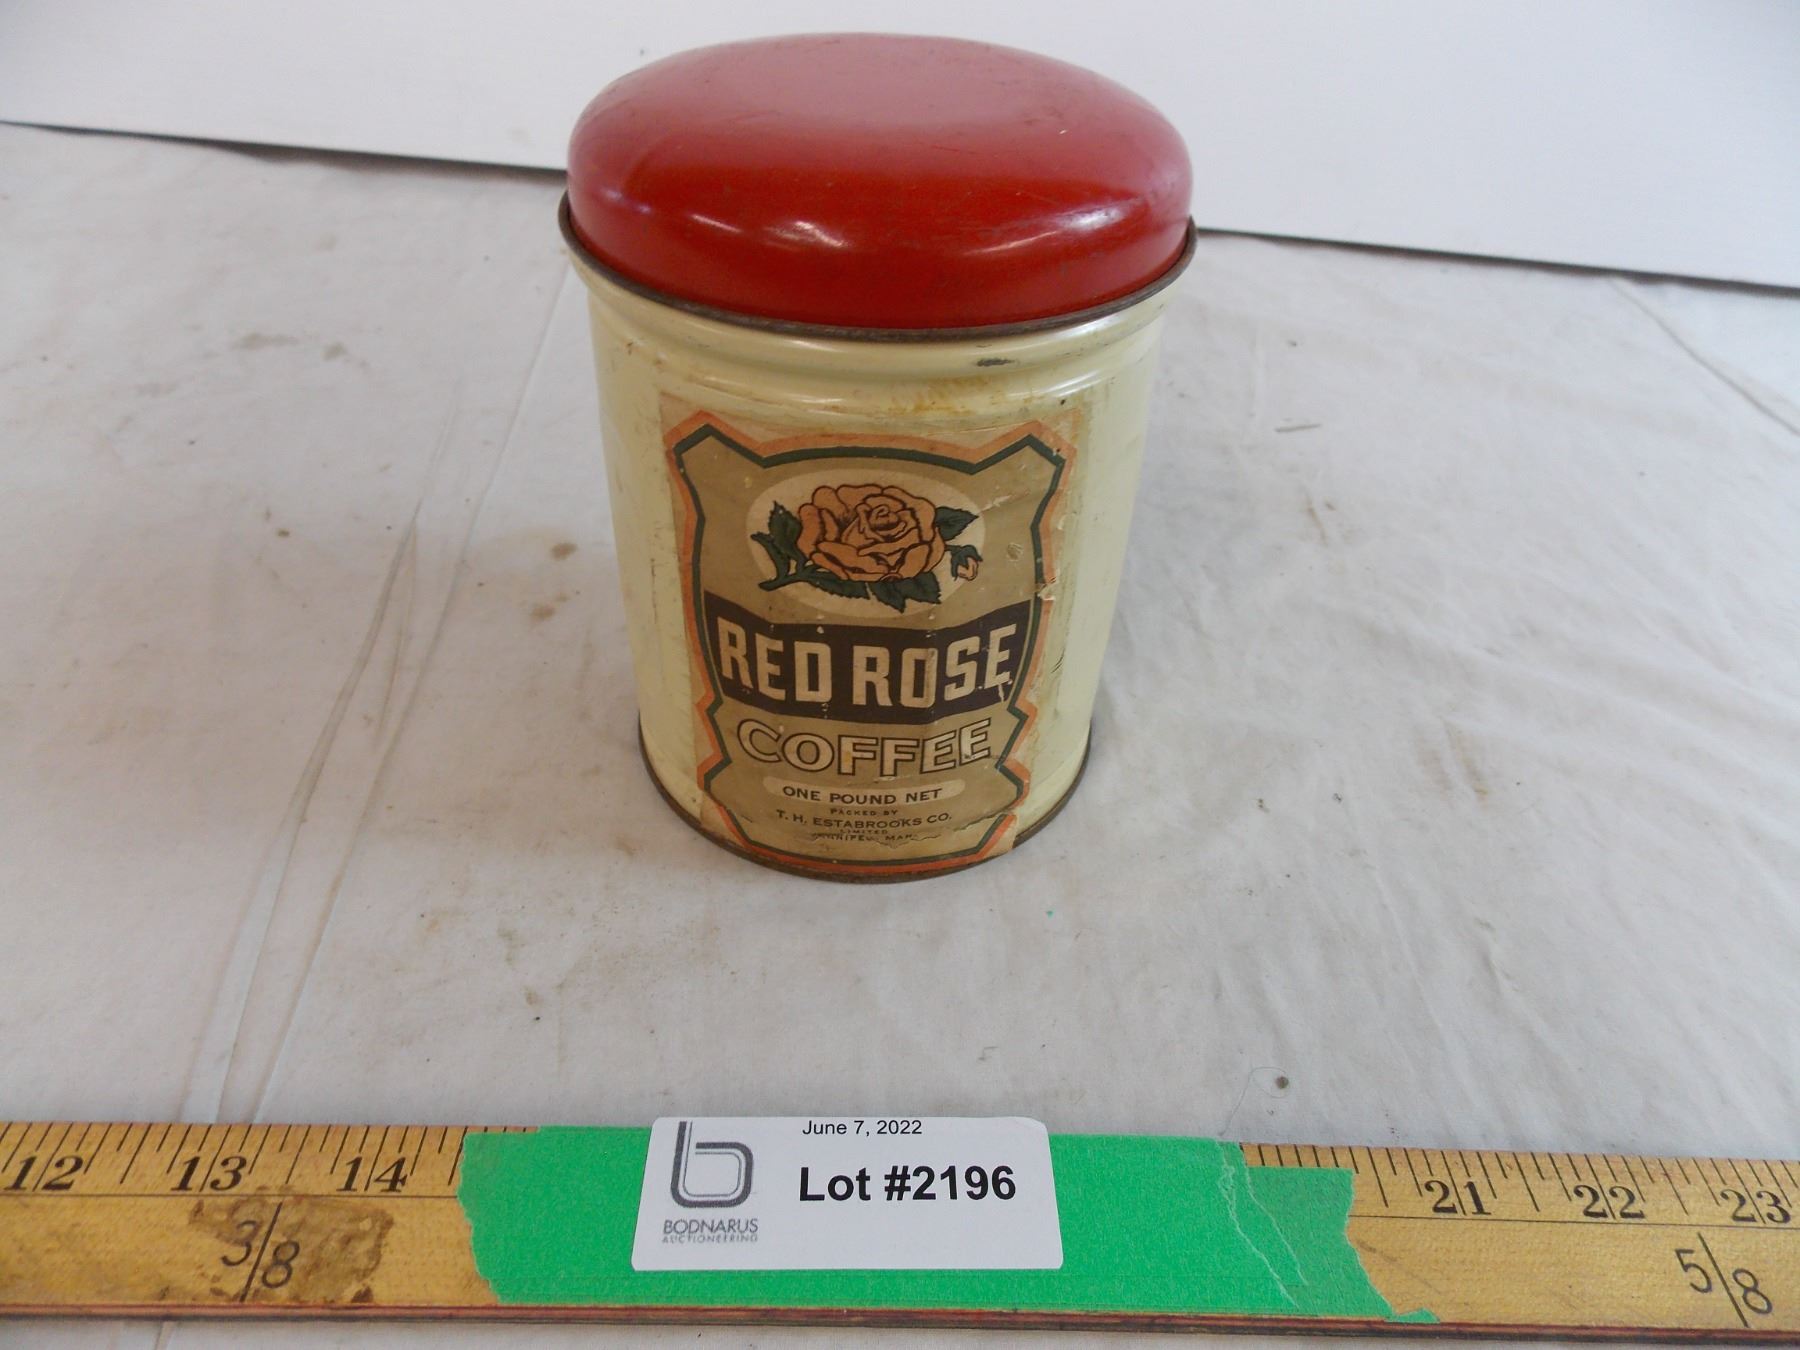 RED ROSE
COFFEE
ONE POUND NET
PACKED BY
T. H. ESTABROOKS CO.
LIMITED
MAN.
June 7, 2022
Lot #2196
BODNARUS
AUCTIONEERING
12 13 14 21 22 23
3/8 5/8